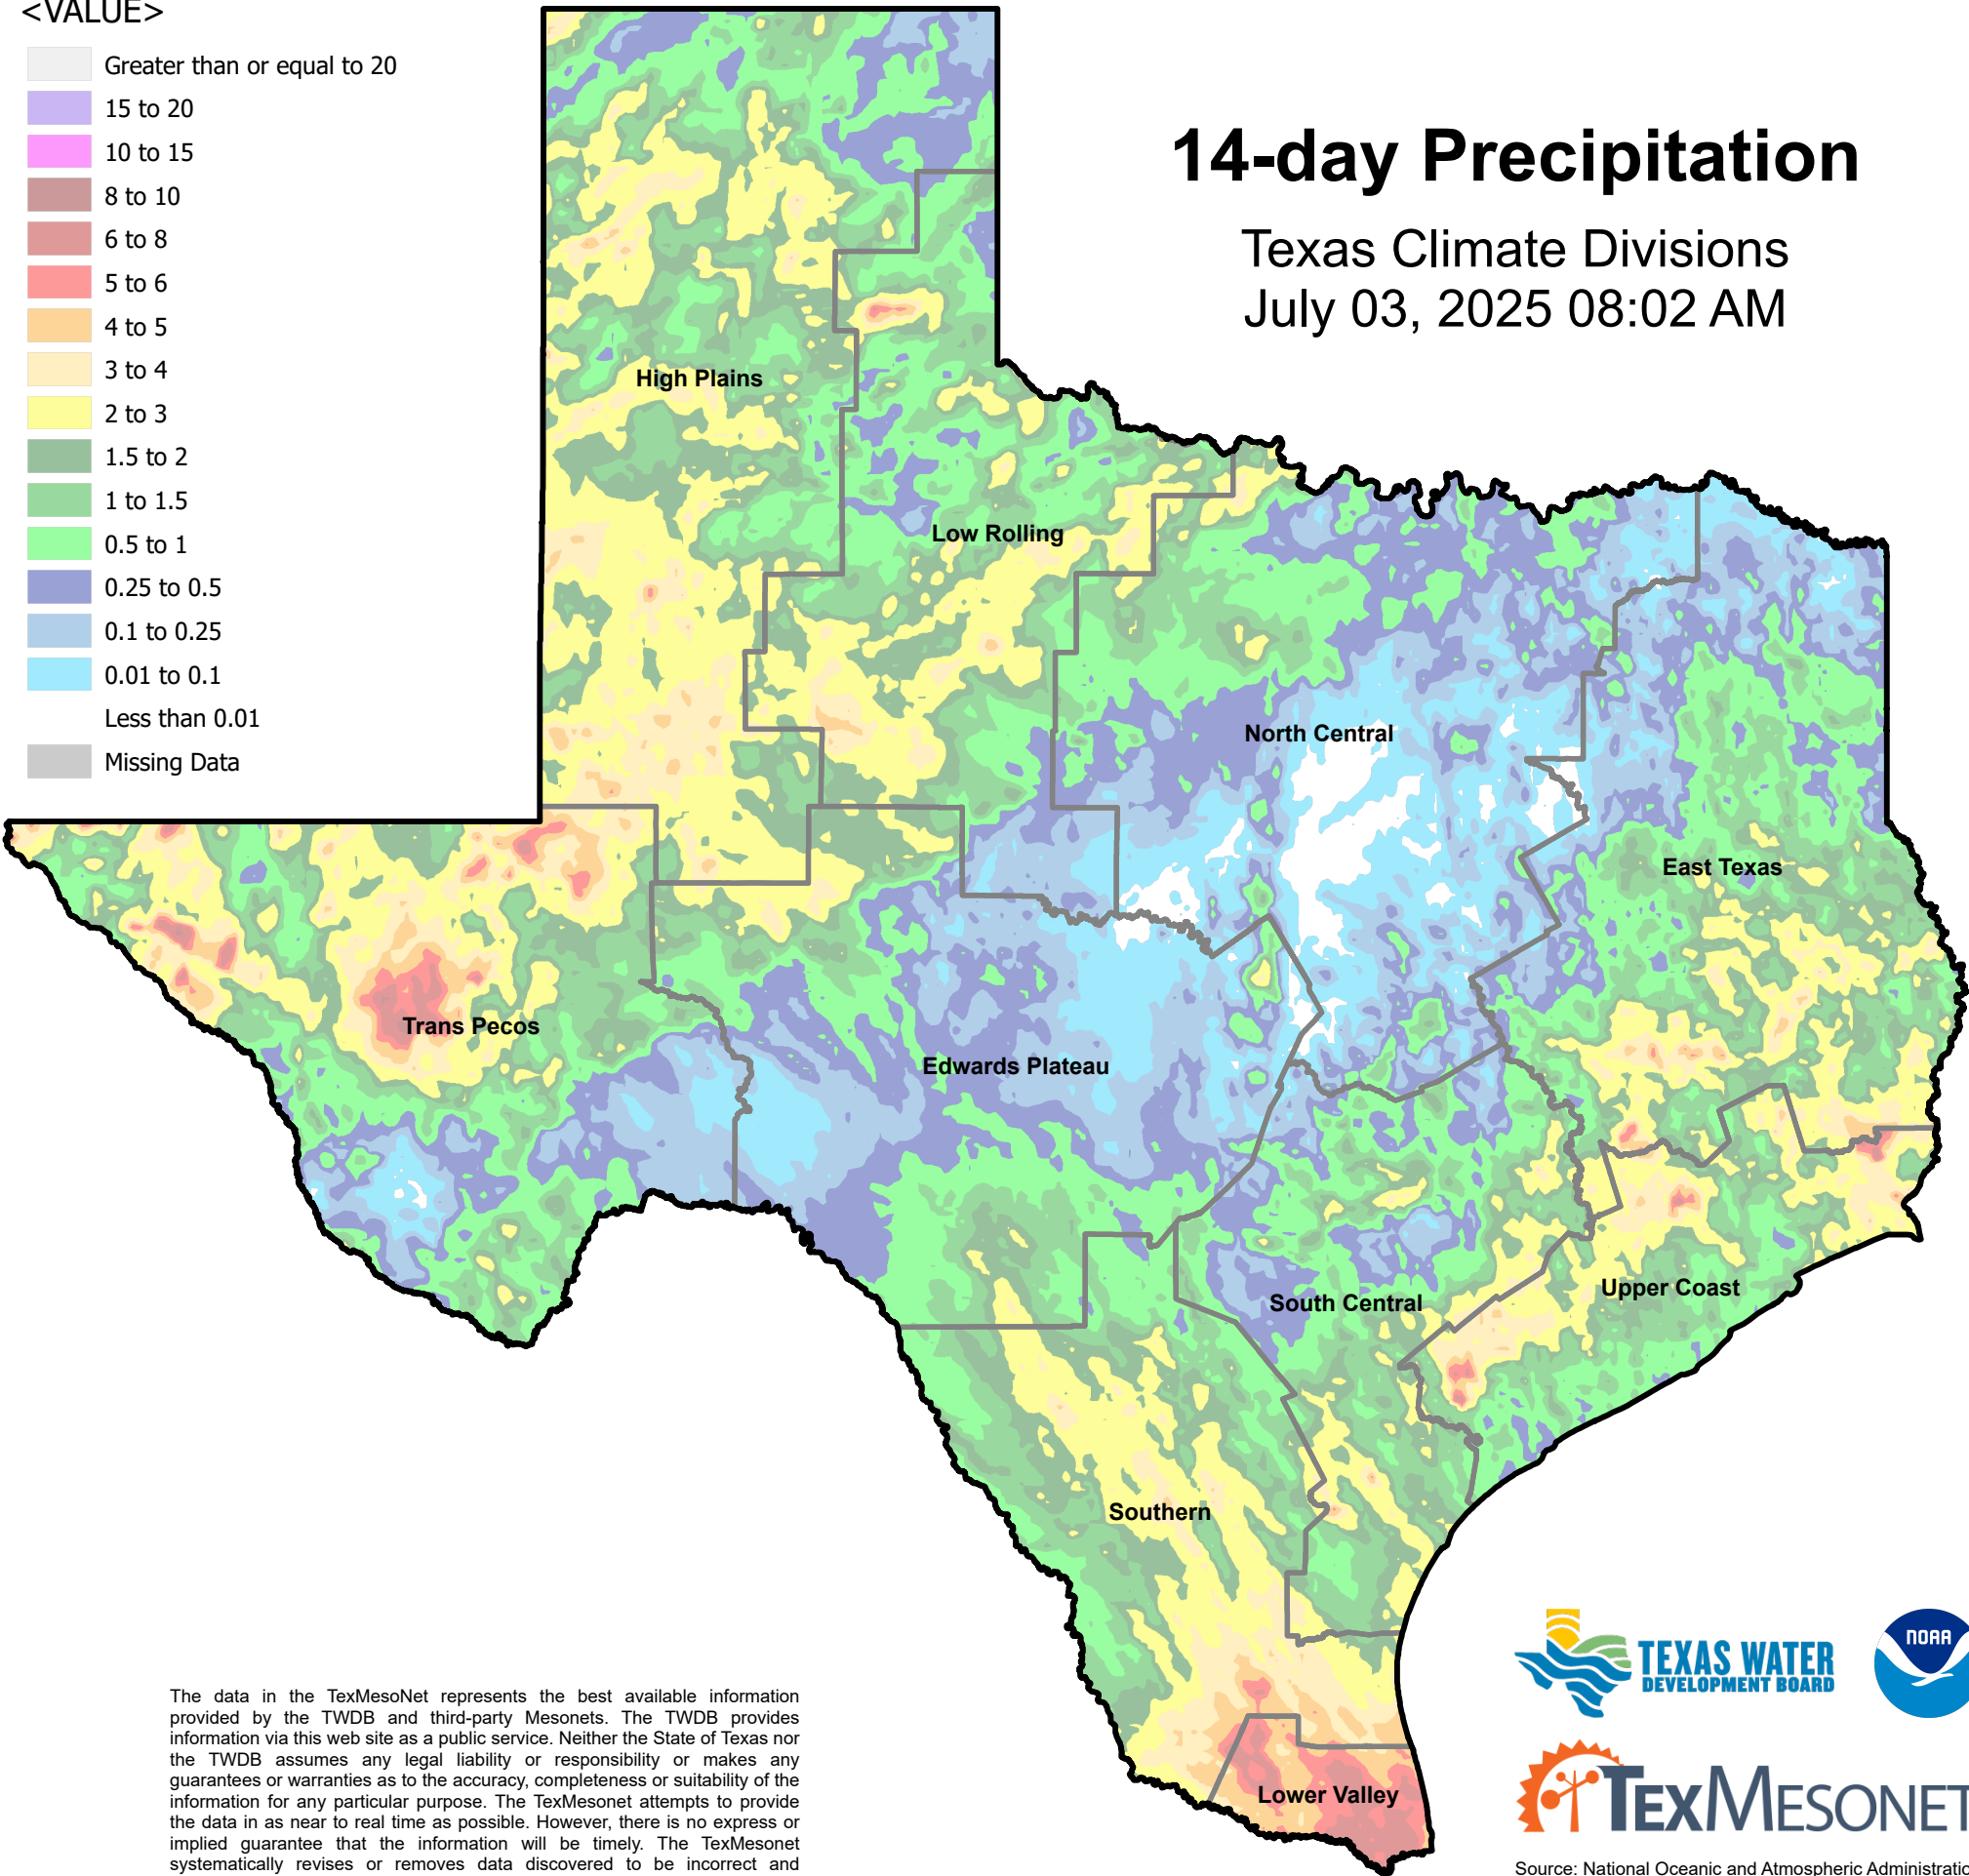 <VALUE>
Greater than or equal to 20
15 to 20
10 to 15
8 to 10
6 to 8
5 to 6
4 to 5
3 to 4
2 to 3
1.5 to 2
1 to 1.5
0.5 to 1
0.25 to 0.5
0.1 to 0.25
0.01 to 0.1
Less than 0.01
Missing Data
14-day Precipitation
Texas Climate Divisions
July 03, 2025 08:02 AM
High Plains
Low Rolling
North Central
East Texas
Trans Pecos
Edwards Plateau
South Central
Upper Coast
Southern
Lower Valley
The data in the TexMesoNet represents the best available information
provided by the TWDB and third-party Mesonets. The TWDB provides
information via this web site as a public service. Neither the State of Texas nor
the TWDB assumes any legal liability or responsibility or makes any
guarantees or warranties as to the accuracy, completeness or suitability of the
information for any particular purpose. The TexMesonet attempts to provide
the data in as near to real time as possible. However, there is no express or
implied guarantee that the information will be timely. The TexMesonet
systematically revises or removes data discovered to be incorrect and
TEXAS WATER
DEVELOPMENT BOARD
NOAA
TEXMESONET
Source: National Oceanic and Atmospheric Administratio